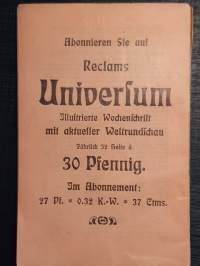 Abonnieren Sie auf
Reclams
Universum
Illustrierte Wochenschrift
mit aktueller Weltrundschau
Jährlich 52 Hefte à
30 Pfennig.
Im Abonnement:
27 Pf. = 0.32 K.-W. = 37 Ctms.